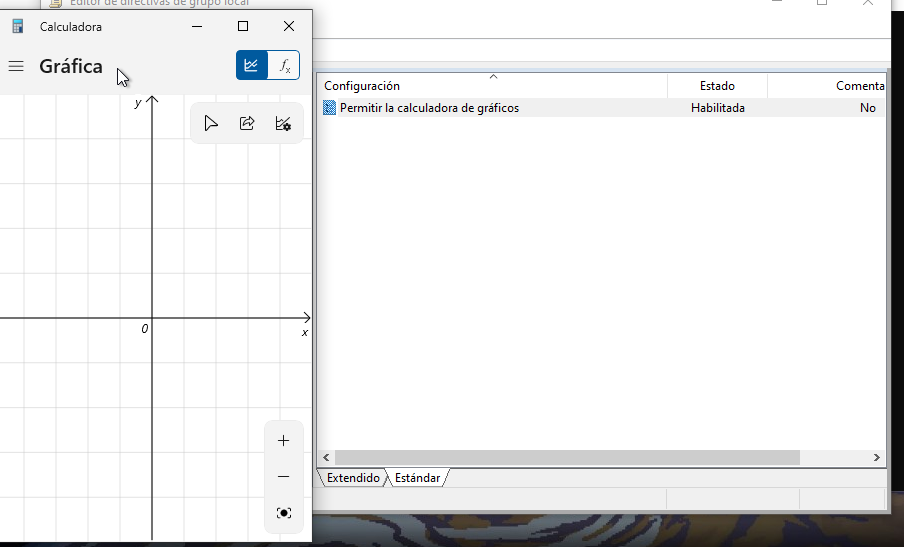 Editor de directivas de grupo local
Calculadora
Gráfica
fx
y
0
x
Configuración
Estado
Comenta
Permitir la calculadora de gráficos
Habilitada
No
Extendido
Estándar